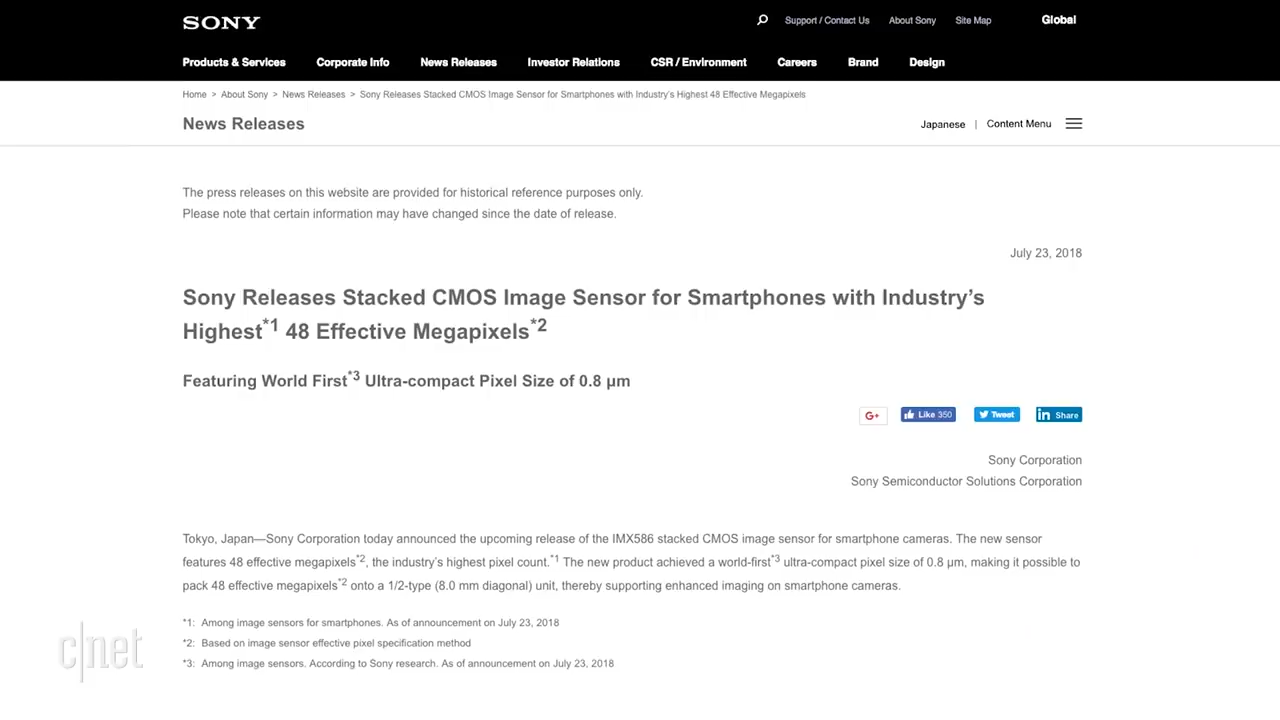 SONY
Support / Contact Us
About Sony
Site Map
Global
Products & Services
Corporate Info
News Releases
Investor Relations
CSR / Environment
Careers
Brand
Design
Home > About Sony > News Releases > Sony Releases Stacked CMOS Image Sensor for Smartphones with Industry's Highest 48 Effective Megapixels
News Releases
Japanese | Content Menu
The press releases on this website are provided for historical reference purposes only.
Please note that certain information may have changed since the date of release.
July 23, 2018
Sony Releases Stacked CMOS Image Sensor for Smartphones with Industry's
Highest*1 48 Effective Megapixels*2
Featuring World First*3 Ultra-compact Pixel Size of 0.8 μm
G+
Like 350
Tweet
in Share
Sony Corporation
Sony Semiconductor Solutions Corporation
Tokyo, Japan—Sony Corporation today announced the upcoming release of the IMX586 stacked CMOS image sensor for smartphone cameras. The new sensor
features 48 effective megapixels*2, the industry's highest pixel count.*1 The new product achieved a world-first*3 ultra-compact pixel size of 0.8 μm, making it possible to
pack 48 effective megapixels*2 onto a 1/2-type (8.0 mm diagonal) unit, thereby supporting enhanced imaging on smartphone cameras.
*1: Among image sensors for smartphones. As of announcement on July 23, 2018
*2: Based on image sensor effective pixel specification method
*3: Among image sensors. According to Sony research. As of announcement on July 23, 2018
c|net